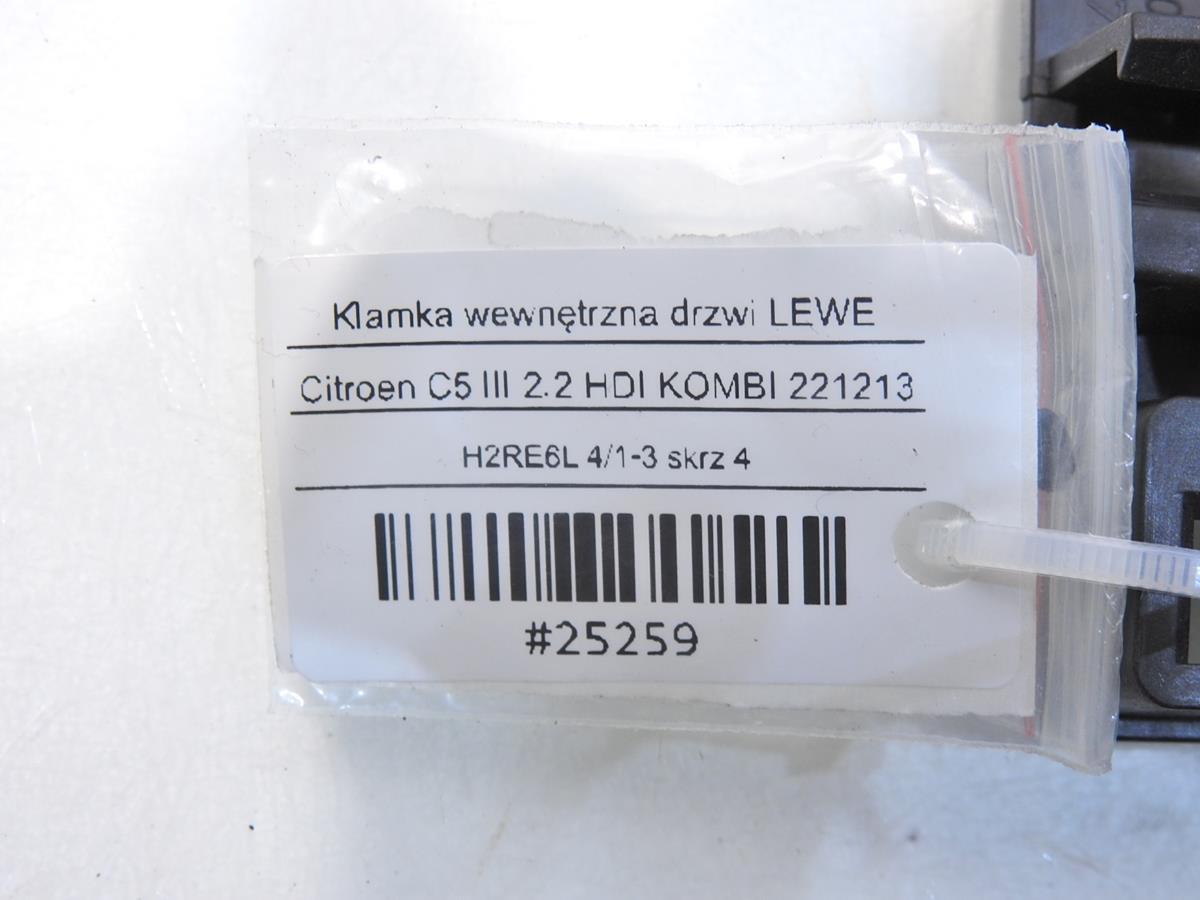 Klamka wewnętrzna drzwi LEWE
Citroen C5 III 2.2 HDI KOMBI 221213
H2RE6L 4/1-3 skrz 4
#25259